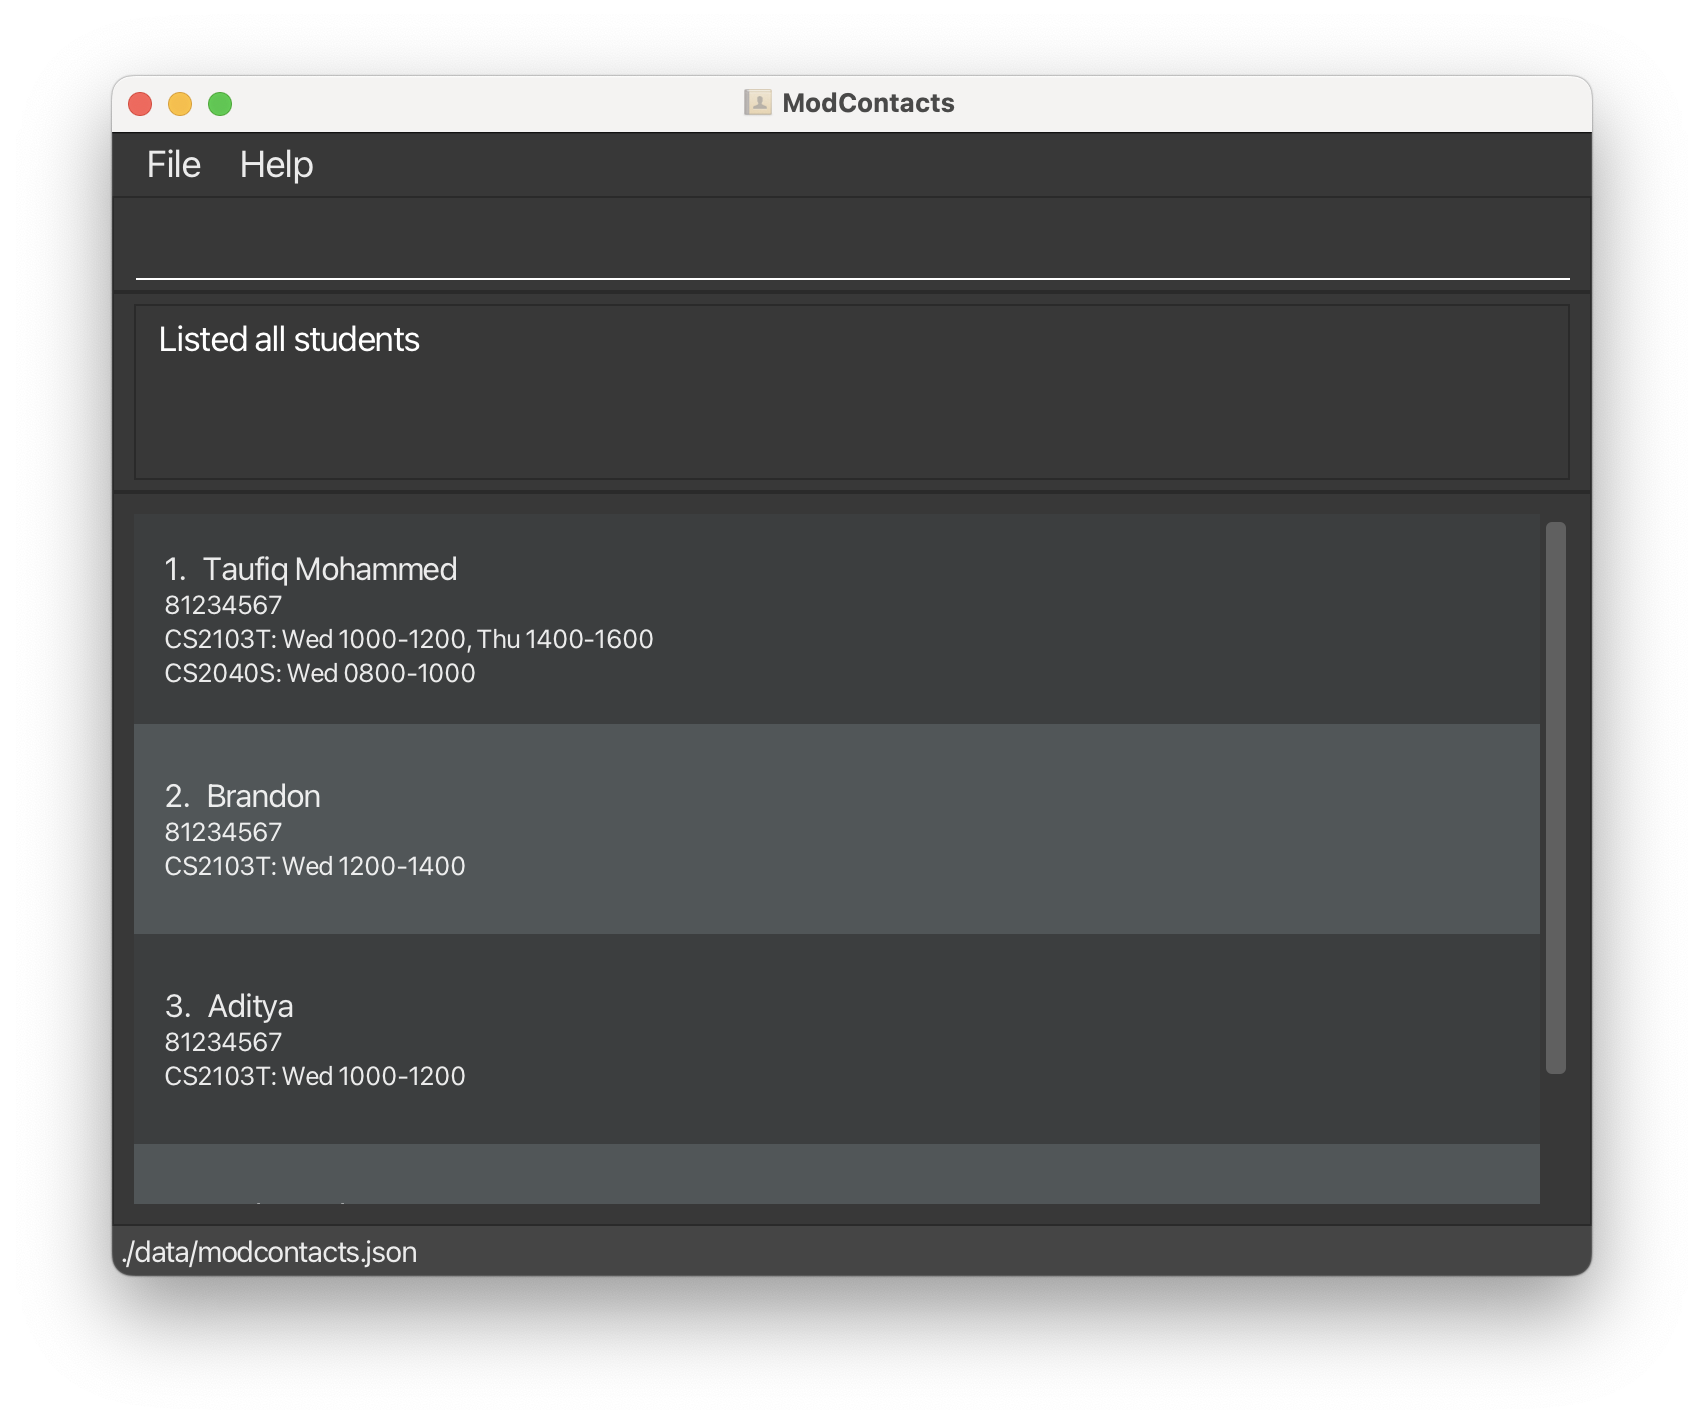 ModContacts
File Help
Listed all students
1. Taufiq Mohammed
81234567
CS2103T: Wed 1000-1200, Thu 1400-1600
CS2040S: Wed 0800-1000
2. Brandon
81234567
CS2103T: Wed 1200-1400
3. Aditya
81234567
CS2103T: Wed 1000-1200
./data/modcontacts.json